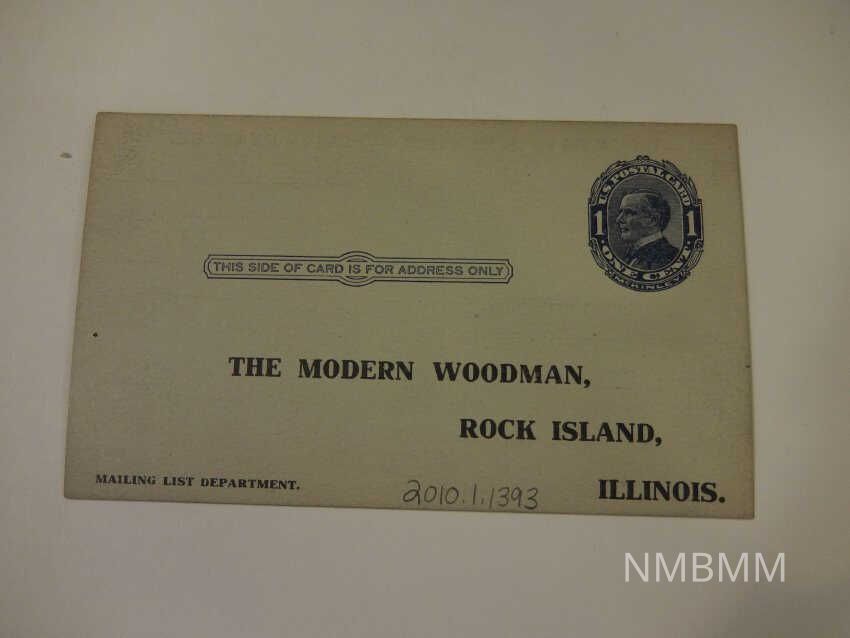 U.S. POSTAL CARD
1 1
· ONE CENT ·
McKINLEY
THIS SIDE OF CARD IS FOR ADDRESS ONLY
THE MODERN WOODMAN,
ROCK ISLAND,
MAILING LIST DEPARTMENT.
2010.1.1393
ILLINOIS.
NMBMM